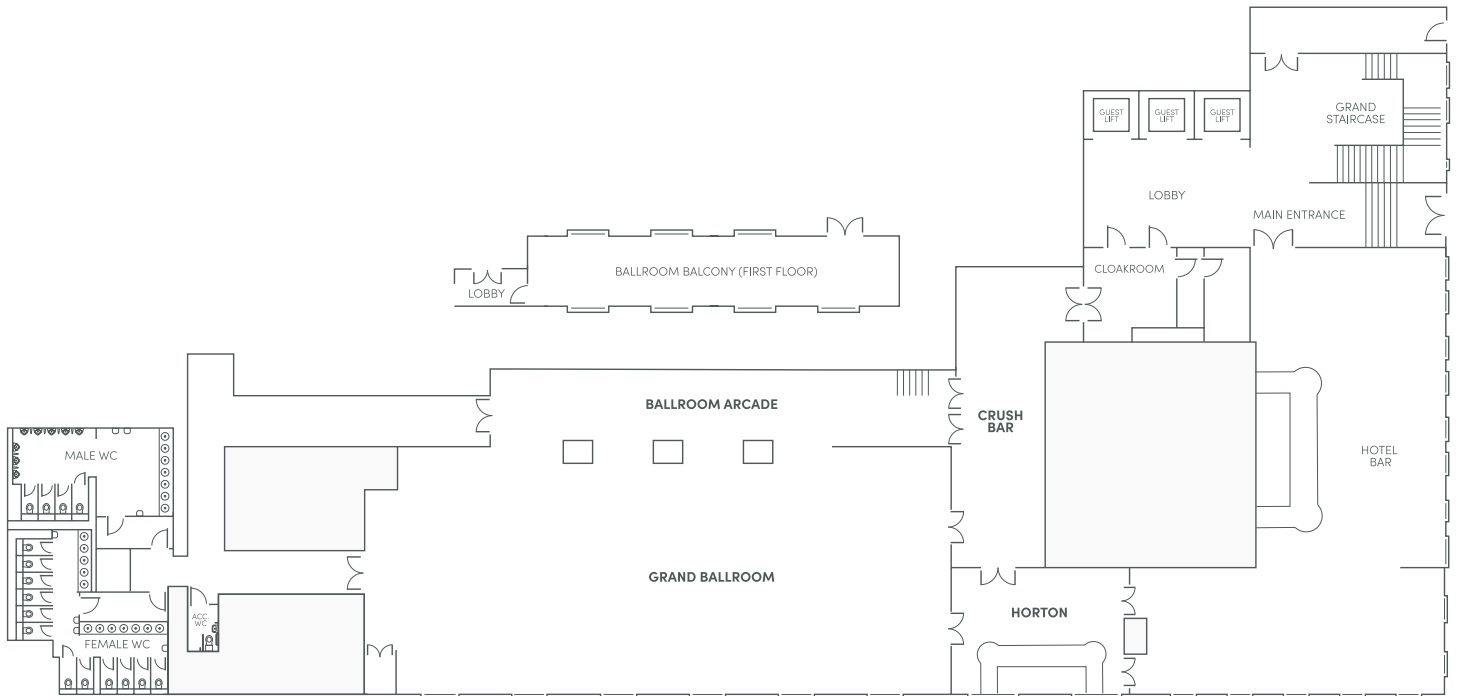 GRAND
STAIRCASE
GUEST
LIFT
GUEST
LIFT
GUEST
LIFT
LOBBY
MAIN ENTRANCE
CLOAKROOM
BALLROOM BALCONY (FIRST FLOOR)
LOBBY
BALLROOM ARCADE
CRUSH
BAR
HOTEL
BAR
MALE WC
GRAND BALLROOM
HORTON
ACC.
WC
FEMALE WC